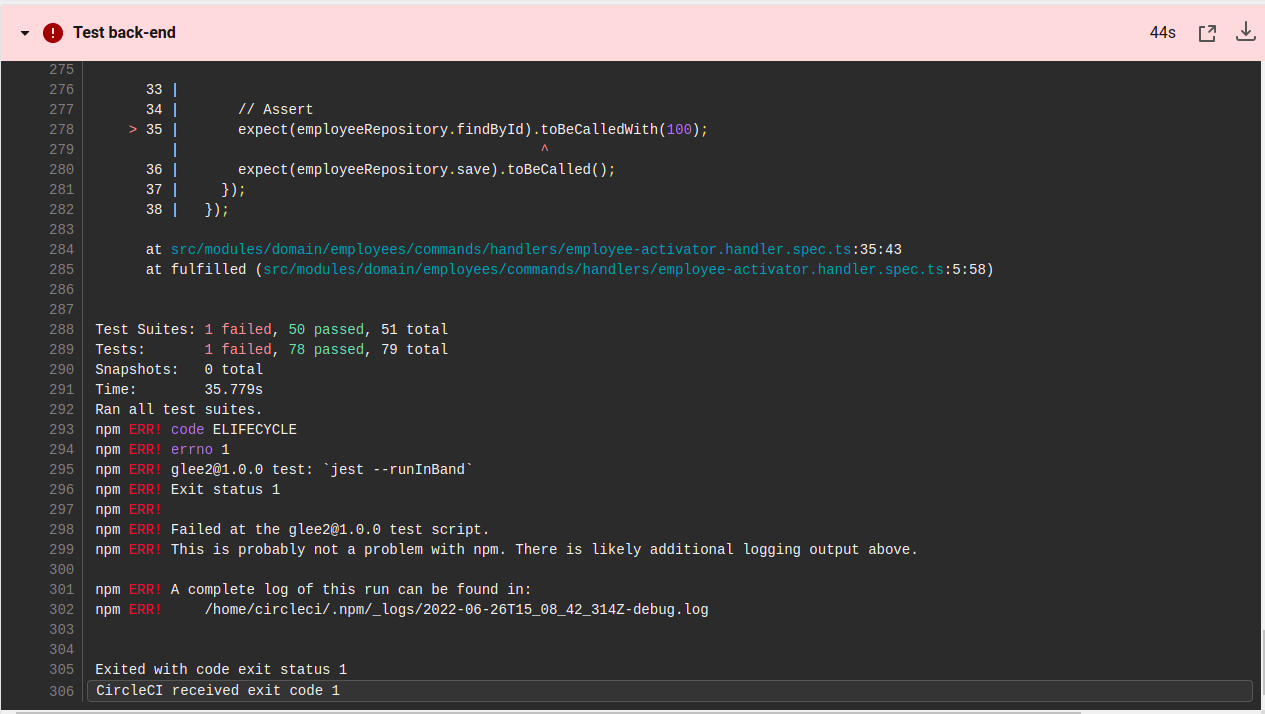 Test back-end 44s
275
276 33 |
277 34 | // Assert
278 > 35 | expect(employeeRepository.findById).toBeCalledWith(100);
279 | ^
280 36 | expect(employeeRepository.save).toBeCalled();
281 37 | });
282 38 | });
283
284 at src/modules/domain/employees/commands/handlers/employee-activator.handler.spec.ts:35:43
285 at fulfilled (src/modules/domain/employees/commands/handlers/employee-activator.handler.spec.ts:5:58)
286
287
288 Test Suites: 1 failed, 50 passed, 51 total
289 Tests: 1 failed, 78 passed, 79 total
290 Snapshots: 0 total
291 Time: 35.779s
292 Ran all test suites.
293 npm ERR! code ELIFECYCLE
294 npm ERR! errno 1
295 npm ERR! glee2@1.0.0 test: `jest --runInBand`
296 npm ERR! Exit status 1
297 npm ERR!
298 npm ERR! Failed at the glee2@1.0.0 test script.
299 npm ERR! This is probably not a problem with npm. There is likely additional logging output above.
300
301 npm ERR! A complete log of this run can be found in:
302 npm ERR! /home/circleci/.npm/_logs/2022-06-26T15_08_42_314Z-debug.log
303
304
305 Exited with code exit status 1
306 CircleCI received exit code 1